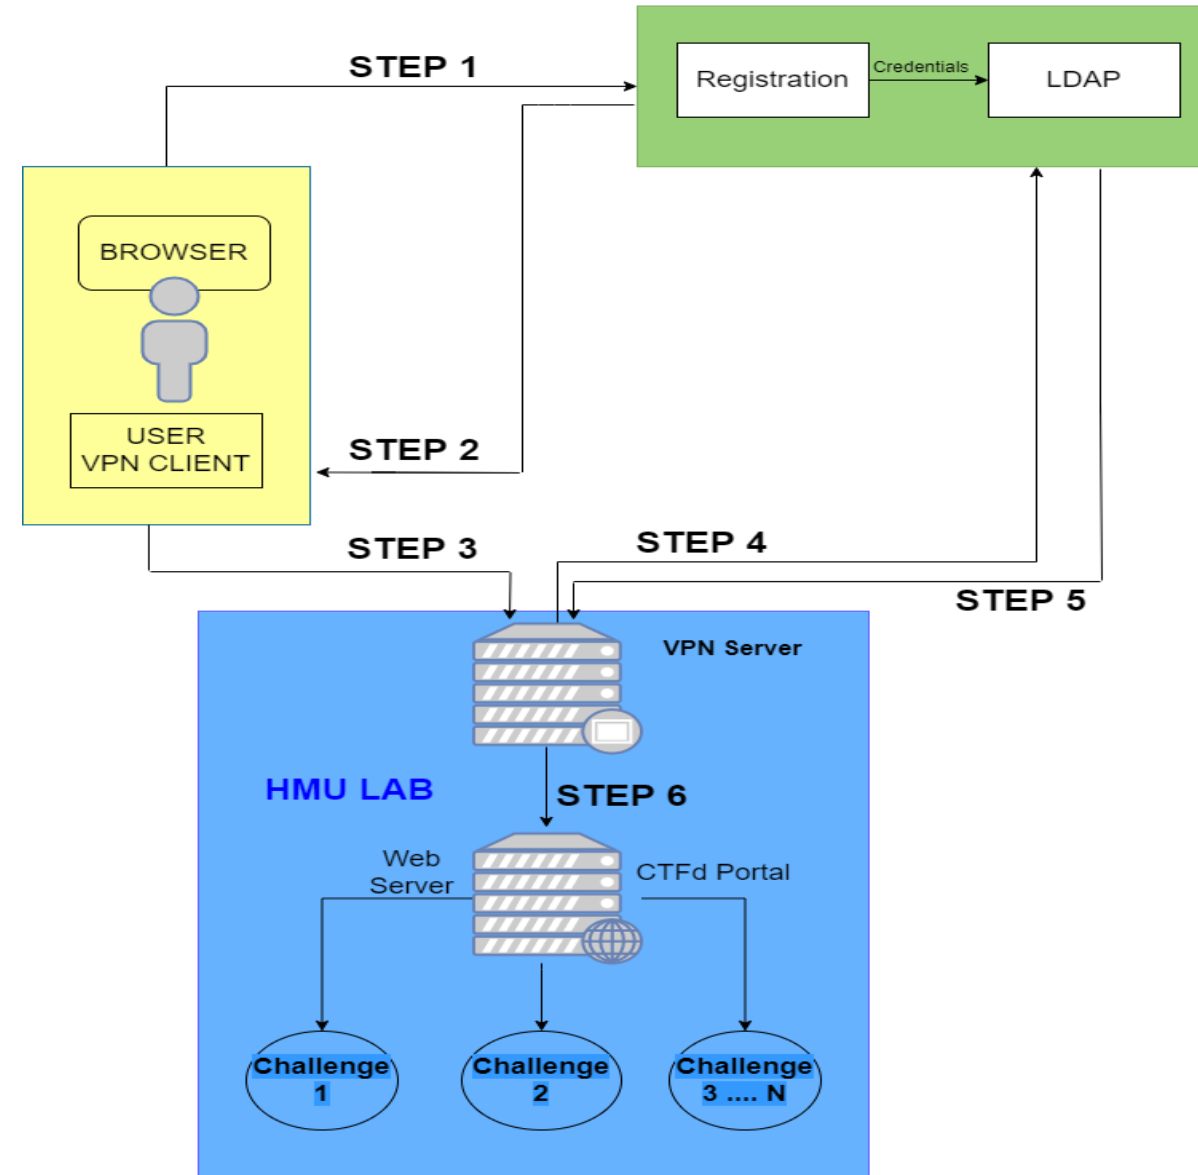 STEP 1
Registration
Credentials
LDAP
BROWSER
USER
VPN CLIENT
STEP 2
STEP 3
STEP 4
STEP 5
VPN Server
HMU LAB
STEP 6
Web
Server
CTFd Portal
Challenge
1
Challenge
2
Challenge
3 .... N